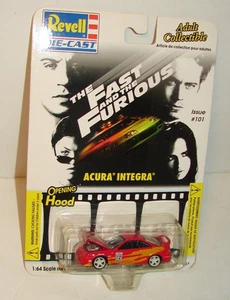 Revell
DIE-CAST
Adult
Collectible
Article de collection pour adultes
THE
FAST
AND THE
FURIOUS
Issue
#101
ACURA INTEGRA
OPENING
Hood
1:64 Scale